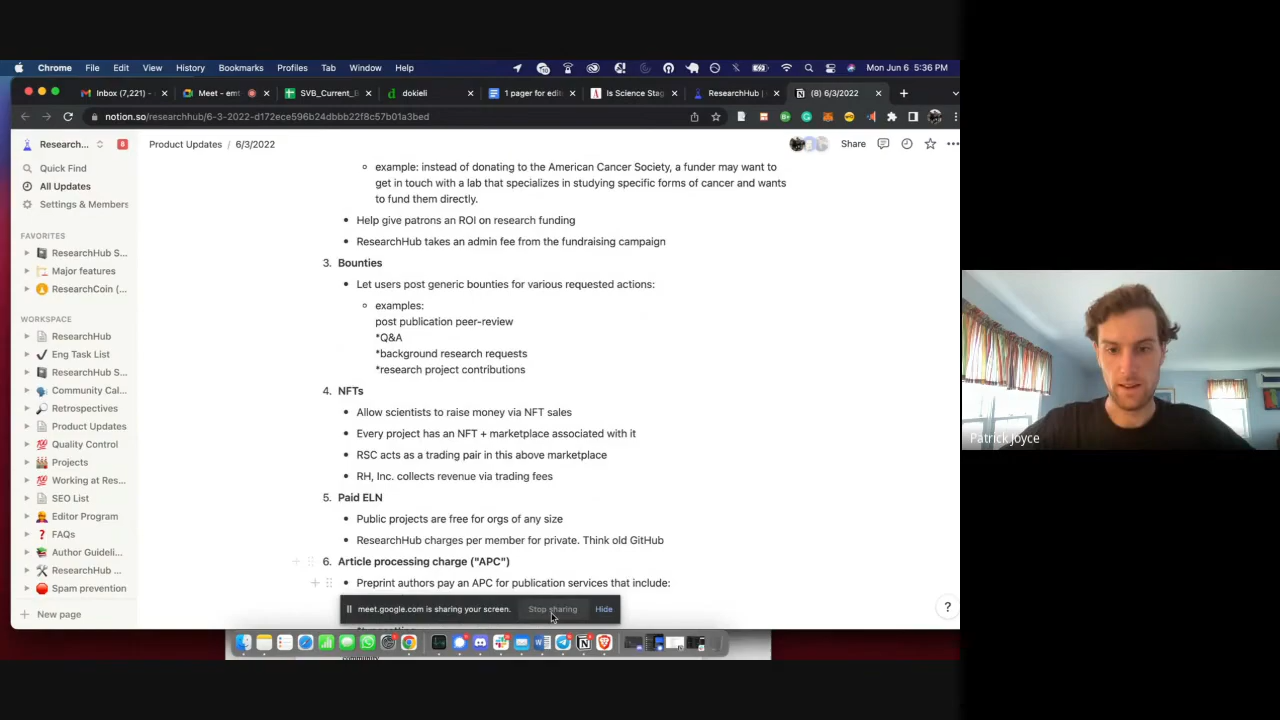 Chrome File Edit View History Bookmarks Profiles Tab Window Help Mon Jun 6 5:36 PM
Inbox (7,221) - Meet - emt SVB_Current_E dokieli 1 pager for edit Is Science Stag ResearchHub | (8) 6/3/2022
notion.so/researchhub/6-3-2022-d172ece596b24dbbb22f8c57b01a3bed
Research... 8 Product Updates / 6/3/2022 Share
Quick Find
All Updates
Settings & Members
FAVORITES
ResearchHub S...
Major features
ResearchCoin (...
WORKSPACE
ResearchHub
Eng Task List
ResearchHub S...
Community Cal...
Retrospectives
Product Updates
Quality Control
Projects
Working at Res...
SEO List
Editor Program
FAQs
Author Guideli...
ResearchHub ...
Spam prevention
New page
example: instead of donating to the American Cancer Society, a funder may want to
get in touch with a lab that specializes in studying specific forms of cancer and wants
to fund them directly.
Help give patrons an ROI on research funding
ResearchHub takes an admin fee from the fundraising campaign
3. Bounties
Let users post generic bounties for various requested actions:
examples:
post publication peer-review
*Q&A
*background research requests
*research project contributions
4. NFTs
Allow scientists to raise money via NFT sales
Every project has an NFT + marketplace associated with it
RSC acts as a trading pair in this above marketplace
RH, Inc. collects revenue via trading fees
5. Paid ELN
Public projects are free for orgs of any size
ResearchHub charges per member for private. Think old GitHub
6. Article processing charge ("APC")
Preprint authors pay an APC for publication services that include:
meet.google.com is sharing your screen. Stop sharing Hide
?
Patrick Joyce